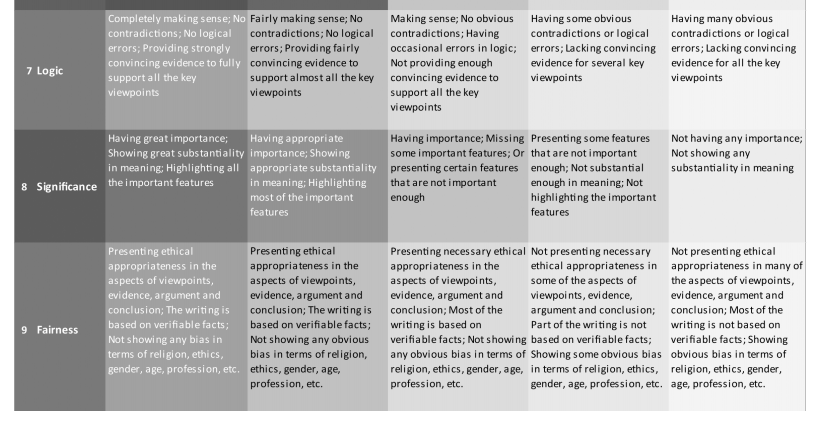 7 Logic
Completely making sense; No
contradictions; No logical
errors; Providing strongly
convincing evidence to fully
support all the key
viewpoints
Fairly making sense; No
contradictions; No logical
errors; Providing fairly
convincing evidence to
support almost all the key
viewpoints
Making sense; No obvious
contradictions; Having
occasional errors in logic;
Not providing enough
convincing evidence to
support all the key
viewpoints
Having some obvious
contradictions or logical
errors; Lacking convincing
evidence for several key
viewpoints
Having many obvious
contradictions or logical
errors; Lacking convincing
evidence for all the key
viewpoints
8 Significance
Having great importance;
Showing great substantiality
in meaning; Highlighting all
the important features
Having appropriate
importance; Showing
appropriate substantiality
in meaning; Highlighting
most of the important
features
Having importance; Missing
some important features; Or
presenting certain features
that are not important
enough
Presenting some features
that are not important
enough; Not substantial
enough in meaning; Not
highlighting the important
features
Not having any importance;
Not showing any
substantiality in meaning
9 Fairness
Presenting ethical
appropriateness in the
aspects of viewpoints,
evidence, argument and
conclusion; The writing is
based on verifiable facts;
Not showing any bias in
terms of religion, ethics,
gender, age, profession, etc.
Presenting ethical
appropriateness in the
aspects of viewpoints,
evidence, argument and
conclusion; The writing is
based on verifiable facts;
Not showing any obvious
bias in terms of religion,
ethics, gender, age,
profession, etc.
Presenting necessary ethical
appropriateness in the
aspects of viewpoints,
evidence, argument and
conclusion; Most of the
writing is based on
verifiable facts; Not showing
any obvious bias in terms of
religion, ethics, gender, age,
profession, etc.
Not presenting necessary
ethical appropriateness in
some of the aspects of
viewpoints, evidence,
argument and conclusion;
Part of the writing is not
based on verifiable facts;
Showing some obvious bias
in terms of religion, ethics,
gender, age, profession, etc.
Not presenting ethical
appropriateness in many of
the aspects of viewpoints,
evidence, argument and
conclusion; Most of the
writing is not based on
verifiable facts; Showing
obvious bias in terms of
religion, ethics, gender,
age, profession, etc.